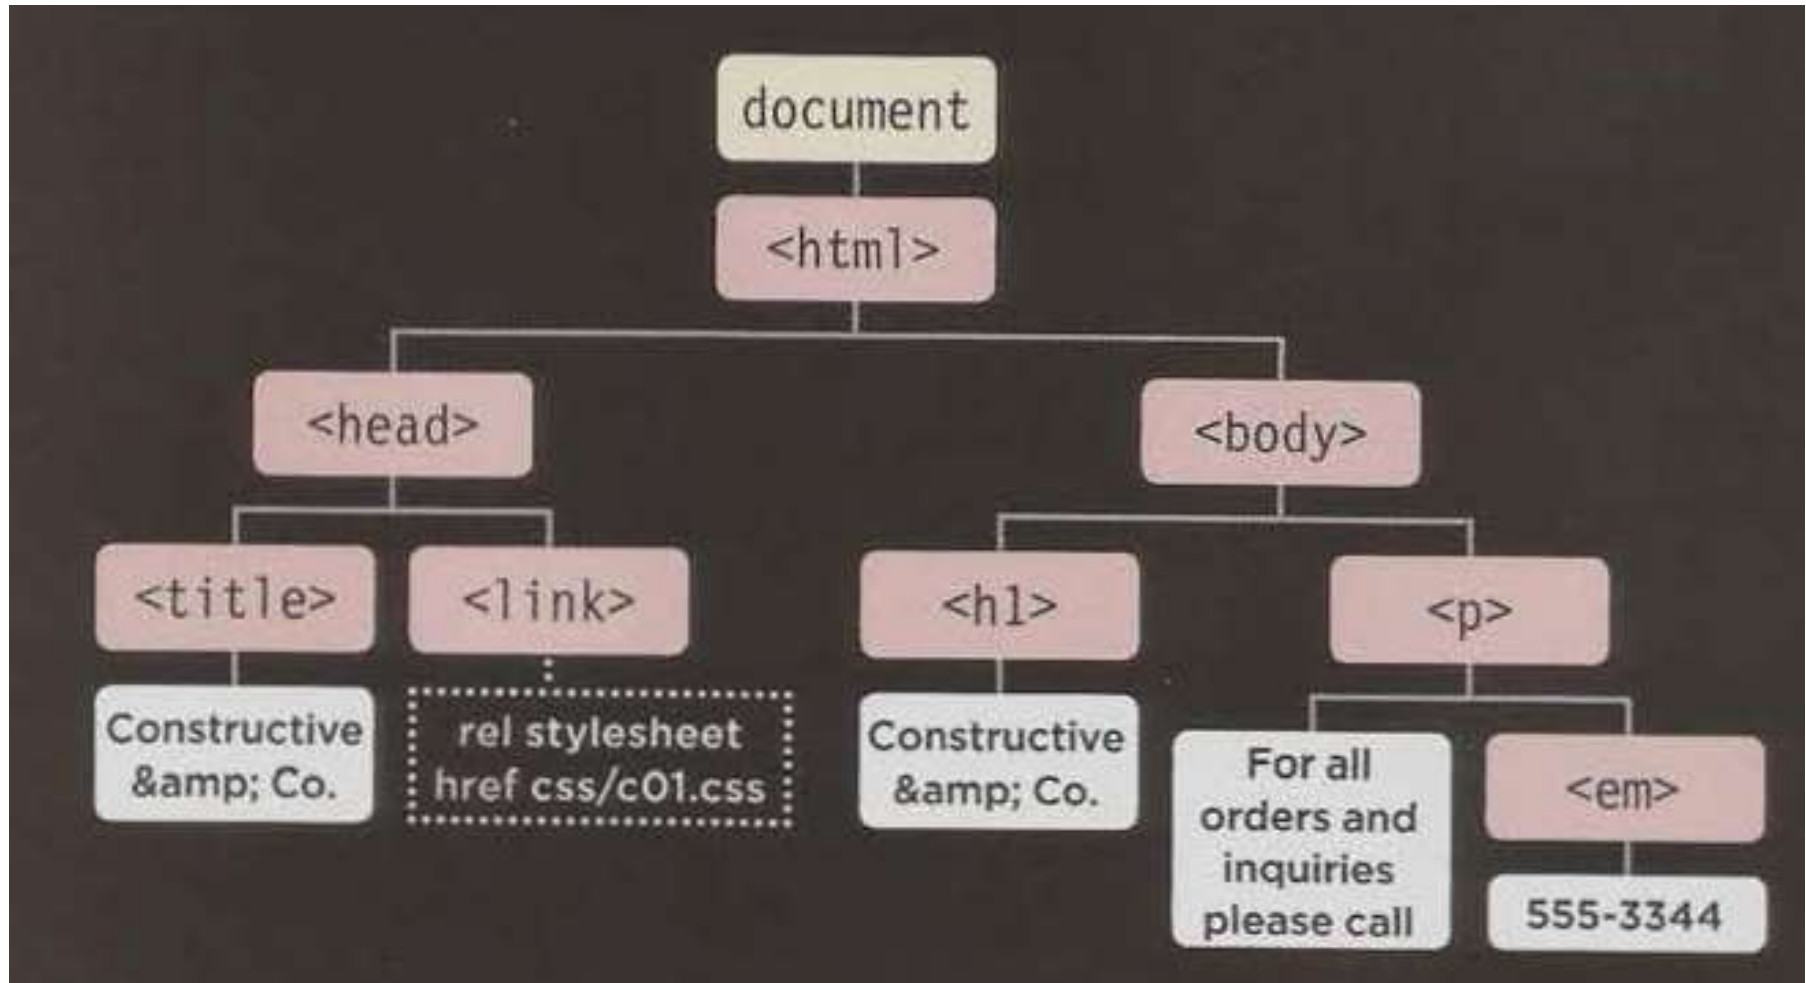 document
<html>
<head>
<body>
<title>
<link>
<h1>
<p>
Constructive
&amp; Co.
rel stylesheet
href css/c01.css
Constructive
&amp; Co.
For all
orders and
inquiries
please call
<em>
555-3344